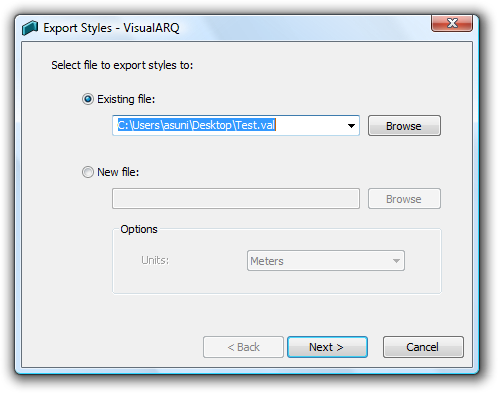 Export Styles - VisualARQ
Select file to export styles to:
Existing file:
C:\Users\asuni\Desktop\Test.val
Browse
New file:
Browse
Options
Units:
Meters
< Back
Next >
Cancel